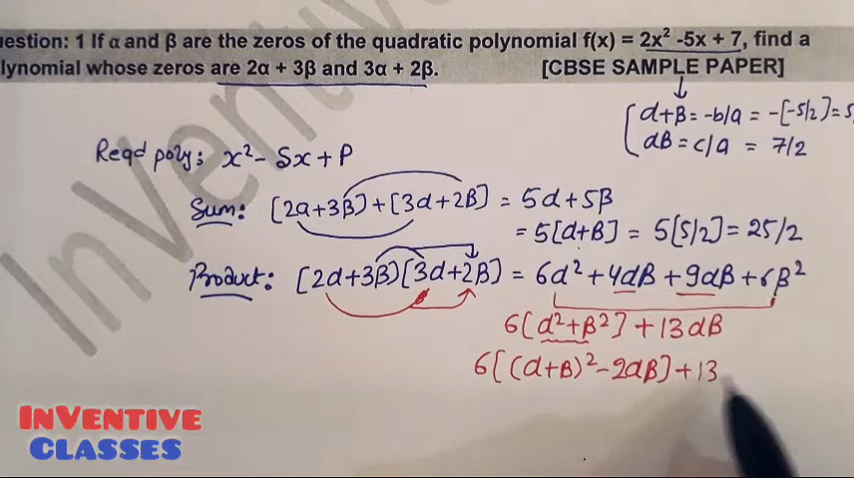 uestion: 1 If α and β are the zeros of the quadratic polynomial f(x) = 2x² -5x + 7, find a
lynomial whose zeros are 2α + 3β and 3α + 2β. [CBSE SAMPLE PAPER]
α+β = -b/a = -[-5/2] = 5
αβ = c/a = 7/2
Reqd poly: x² - Sx + P
Sum: [2α+3β] + [3α+2β] = 5α + 5β
= 5[α+β] = 5[5/2] = 25/2
Product: [2α+3β][3α+2β] = 6α² + 4αβ + 9αβ + 6β²
6[α²+β²] + 13αβ
6[(α+β)² - 2αβ] + 13
INVENTIVE
CLASSES
InVentive